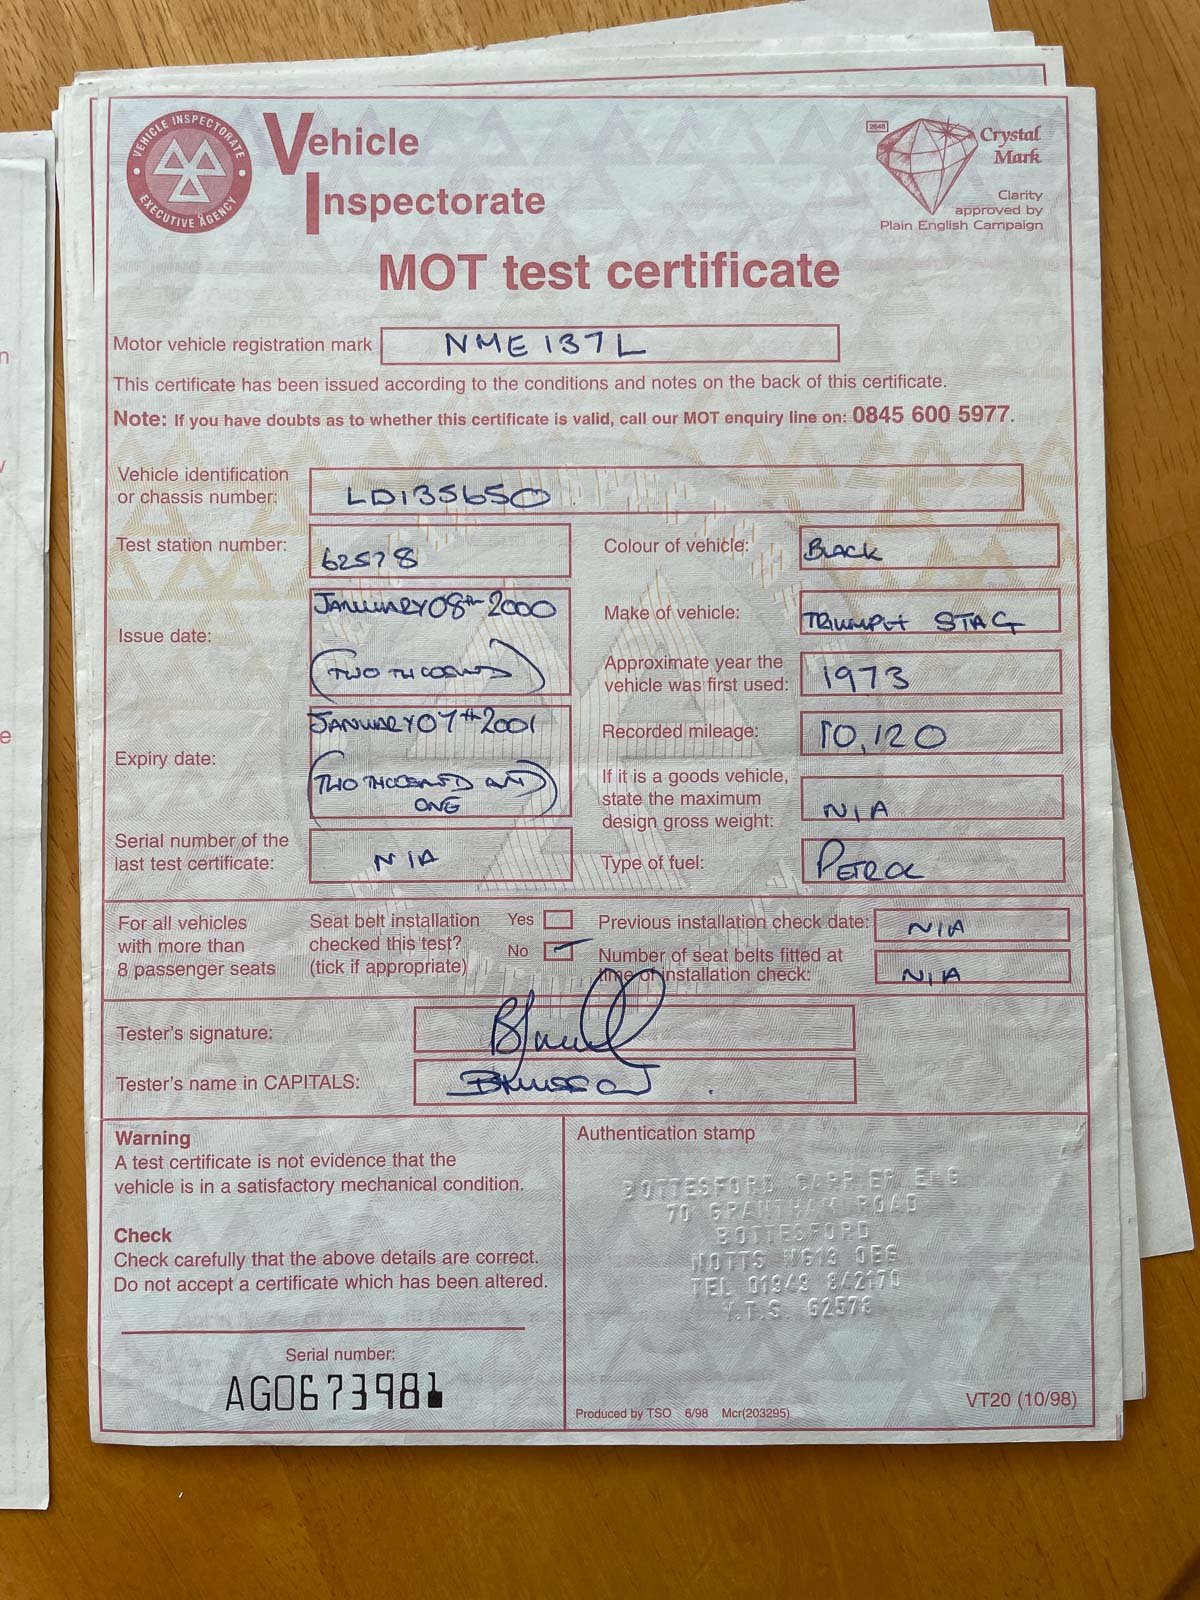 VEHICLE INSPECTORATE
EXECUTIVE AGENCY
Vehicle
Inspectorate
2645
Crystal
Mark
Clarity
approved by
Plain English Campaign
MOT test certificate
Motor vehicle registration mark NME 137L
This certificate has been issued according to the conditions and notes on the back of this certificate.
Note: If you have doubts as to whether this certificate is valid, call our MOT enquiry line on: 0845 600 5977.
Vehicle identification
or chassis number: LD135650
Test station number: 62578
Colour of vehicle: BLACK
Issue date: JANUARY 08th 2000
(TWO THOUSAND)
Make of vehicle: TRIUMPH STAG
Approximate year the
vehicle was first used: 1973
Expiry date: JANUARY 07th 2001
(TWO THOUSAND AND
ONE)
Recorded mileage: 10,120
If it is a goods vehicle,
state the maximum
design gross weight: N/A
Serial number of the
last test certificate: N/A
Type of fuel: PETROL
For all vehicles
with more than
8 passenger seats
Seat belt installation
checked this test?
(tick if appropriate)
Yes
No
Previous installation check date: N/A
Number of seat belts fitted at
time of installation check: N/A
Tester's signature:
Tester's name in CAPITALS:
Warning
A test certificate is not evidence that the
vehicle is in a satisfactory mechanical condition.
Check
Check carefully that the above details are correct.
Do not accept a certificate which has been altered.
Serial number:
AG0673981
Authentication stamp
BOTTESFORD CARRIER ENG
70 GRANTHAM ROAD
BOTTESFORD
NOTTS NG13 0EG
TEL 01949 842170
V.T.S. 62578
Produced by TSO 6/98 Mcr(203295)
VT20 (10/98)